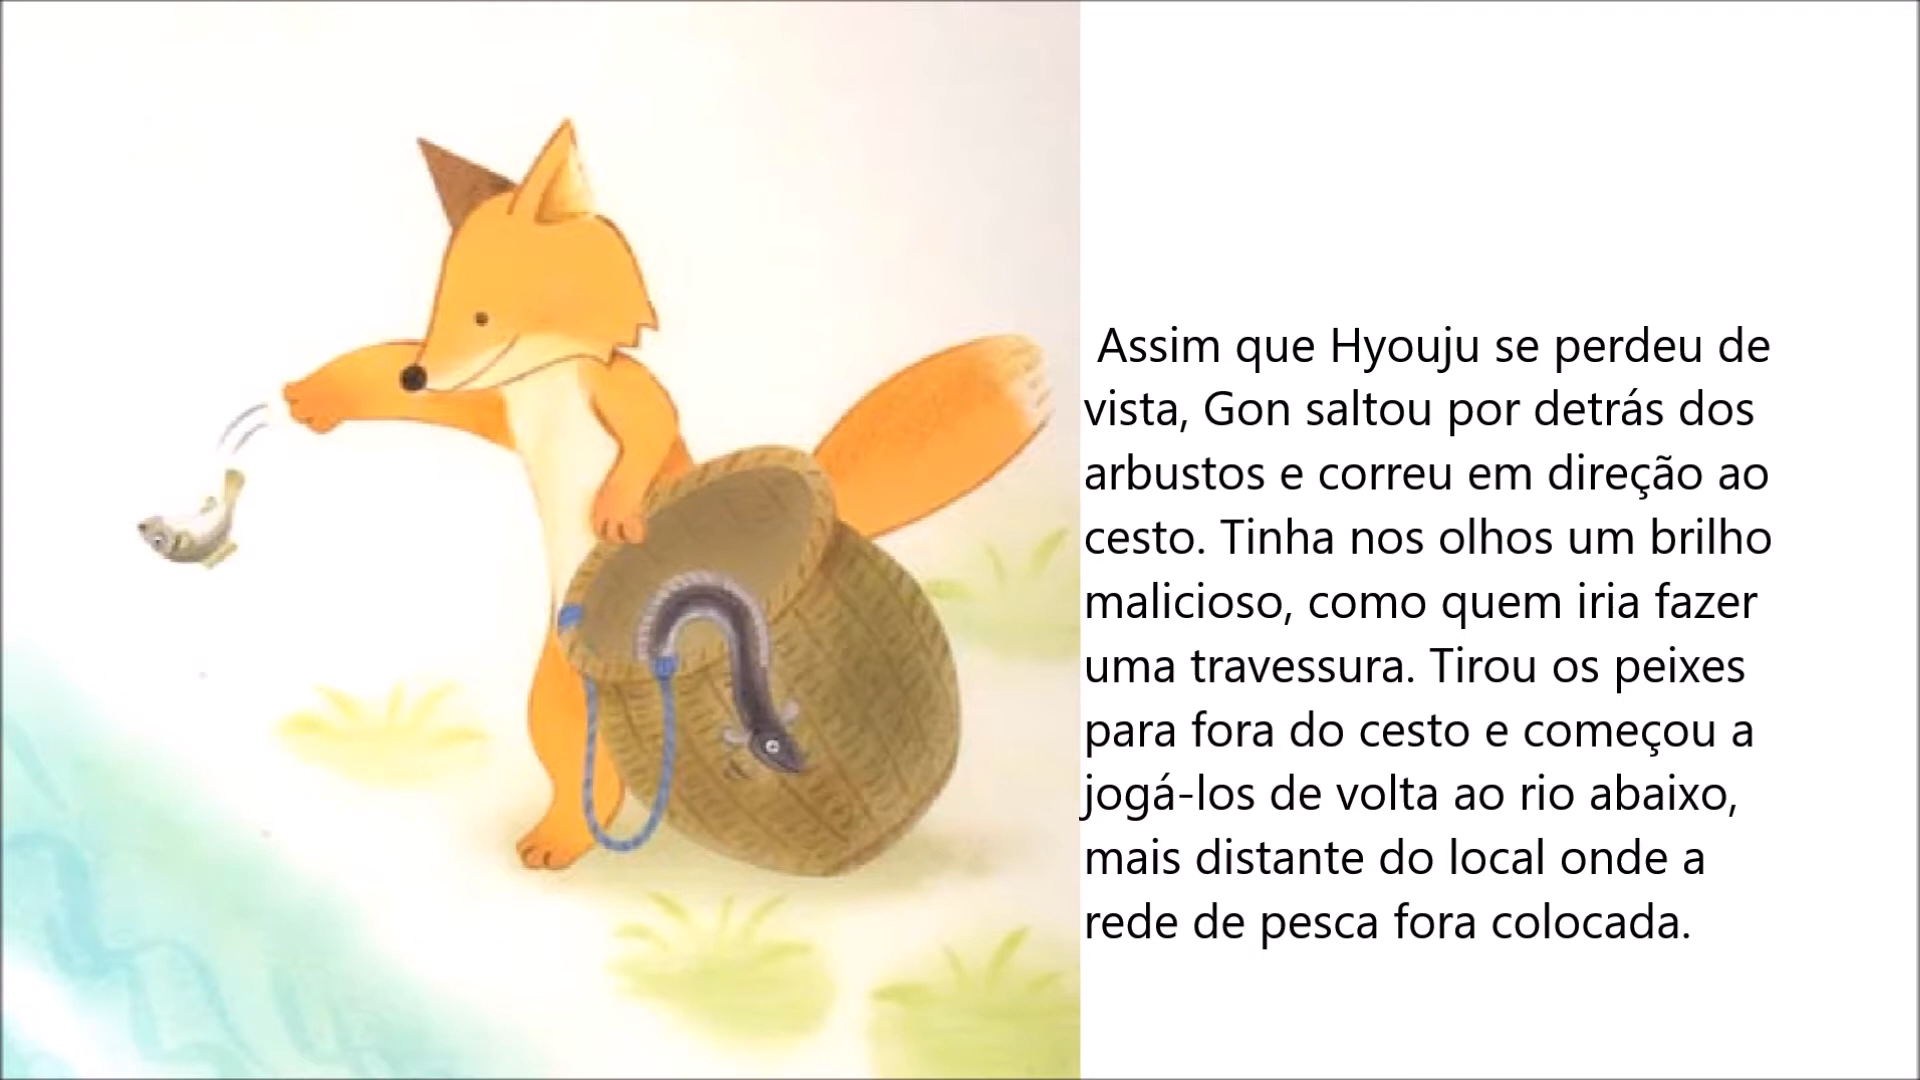 Assim que Hyouju se perdeu de
vista, Gon saltou por detrás dos
arbustos e correu em direção ao
cesto. Tinha nos olhos um brilho
malicioso, como quem iria fazer
uma travessura. Tirou os peixes
para fora do cesto e começou a
jogá-los de volta ao rio abaixo,
mais distante do local onde a
rede de pesca fora colocada.